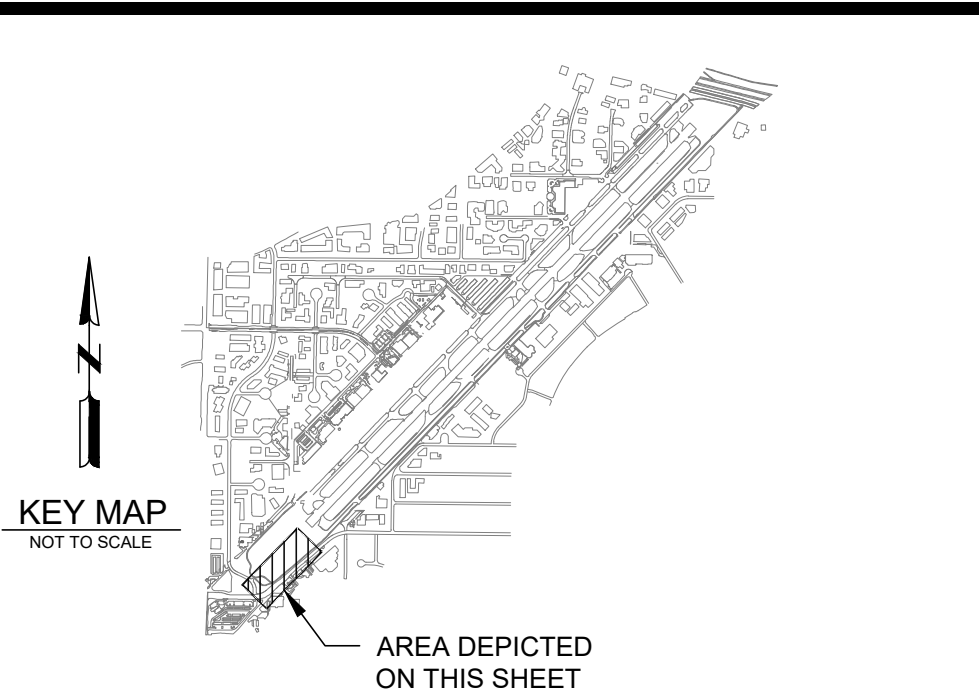 N
KEY MAP
NOT TO SCALE
AREA DEPICTED
ON THIS SHEET